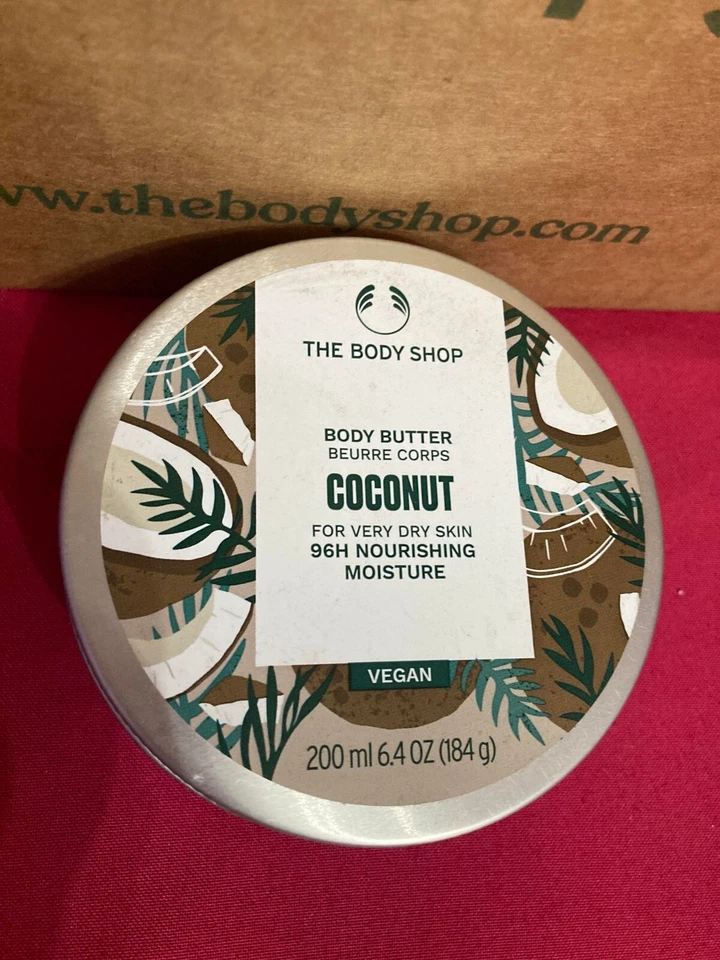 www.thebodyshop.com
THE BODY SHOP
BODY BUTTER
BEURRE CORPS
COCONUT
FOR VERY DRY SKIN
96H NOURISHING
MOISTURE
VEGAN
200 ml 6.4 OZ (184 g)